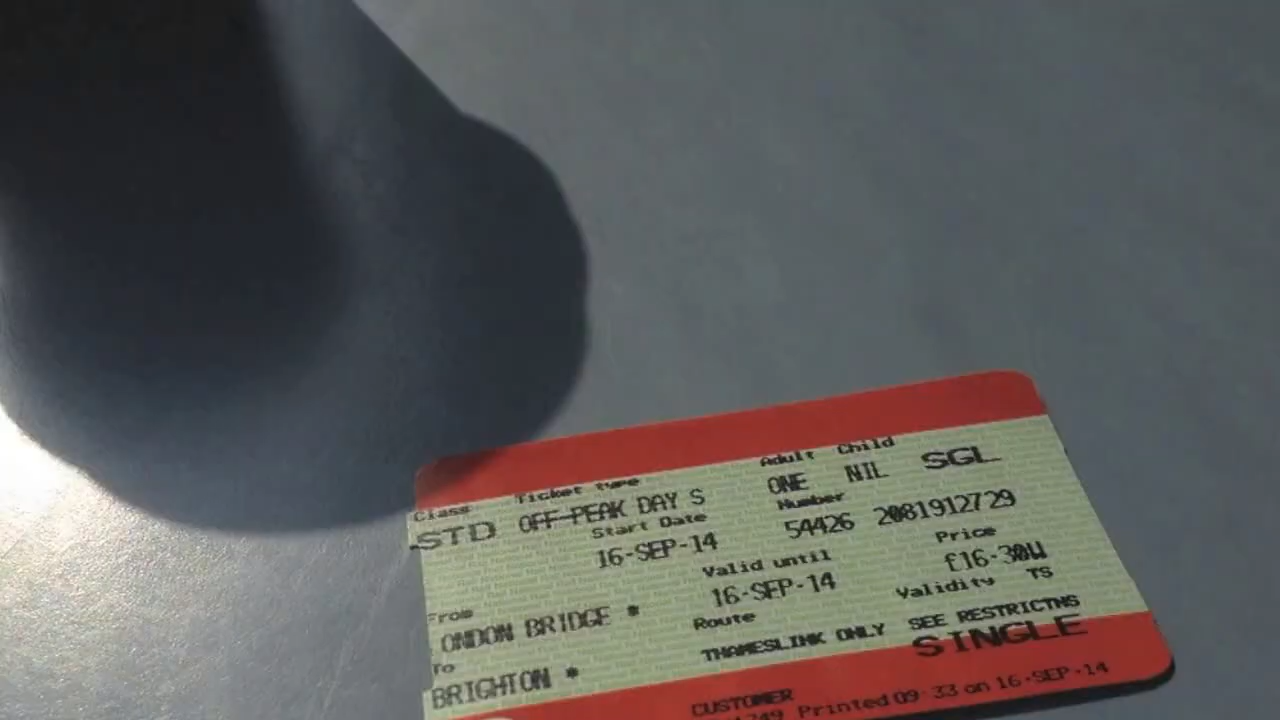 Class Ticket type Adult Child
STD OFF-PEAK DAY S ONE NIL SGL
Start Date Number
16-SEP-14 54426 2081912729
Valid until Price
16-SEP-14 £16·30W
From Route Validity TS
ONDON BRIDGE * THAMESLINK ONLY SEE RESTRICTNS
To SINGLE
BRIGHTON *
CUSTOMER
Printed 09·33 on 16-SEP-14